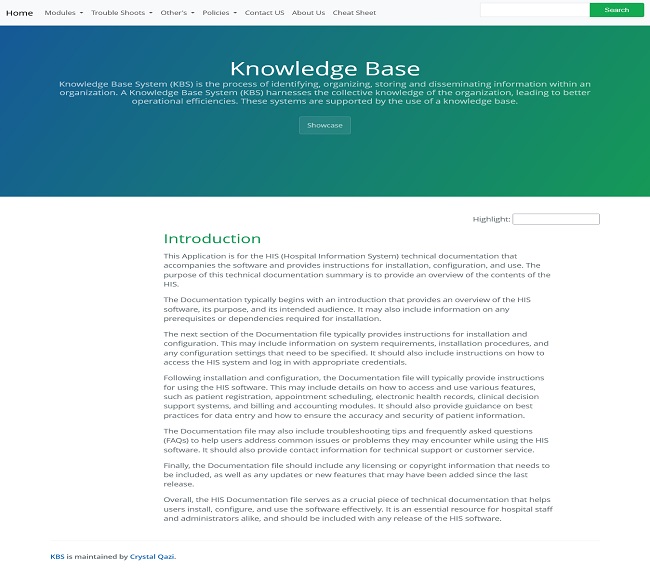 Home Modules Trouble Shoots Other's Policies Contact US About Us Cheat Sheet Search
Knowledge Base
Knowledge Base System (KBS) is the process of identifying, organizing, storing and disseminating information within an
organization. A Knowledge Base System (KBS) harnesses the collective knowledge of the organization, leading to better
operational efficiencies. These systems are supported by the use of a knowledge base.
Showcase
Highlight:
Introduction
This Application is for the HIS (Hospital Information System) technical documentation that
accompanies the software and provides instructions for installation, configuration, and use. The
purpose of this technical documentation summary is to provide an overview of the contents of the
HIS.
The Documentation typically begins with an introduction that provides an overview of the HIS
software, its purpose, and its intended audience. It may also include information on any
prerequisites or dependencies required for installation.
The next section of the Documentation file typically provides instructions for installation and
configuration. This may include information on system requirements, installation procedures, and
any configuration settings that need to be specified. It should also include instructions on how to
access the HIS system and log in with appropriate credentials.
Following installation and configuration, the Documentation file will typically provide instructions
for using the HIS software. This may include details on how to access and use various features,
such as patient registration, appointment scheduling, electronic health records, clinical decision
support systems, and billing and accounting modules. It should also provide guidance on best
practices for data entry and how to ensure the accuracy and security of patient information.
The Documentation file may also include troubleshooting tips and frequently asked questions
(FAQs) to help users address common issues or problems they may encounter while using the HIS
software. It should also provide contact information for technical support or customer service.
Finally, the Documentation file should include any licensing or copyright information that needs to
be included, as well as any updates or new features that may have been added since the last
release.
Overall, the HIS Documentation file serves as a crucial piece of technical documentation that helps
users install, configure, and use the software effectively. It is an essential resource for hospital staff
and administrators alike, and should be included with any release of the HIS software.
KBS is maintained by Crystal Qazi.